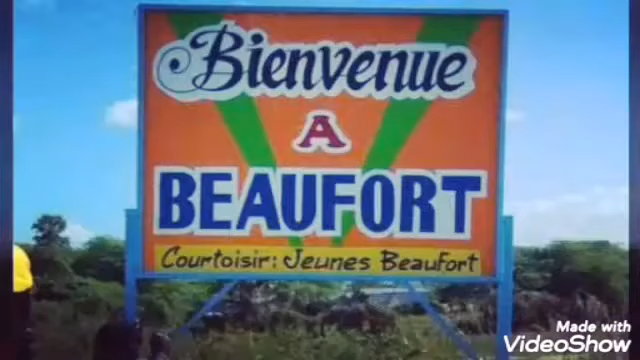 Bienvenue
A
BEAUFORT
Courtoisir: Jeunes Beaufort
Made with
VideoShow